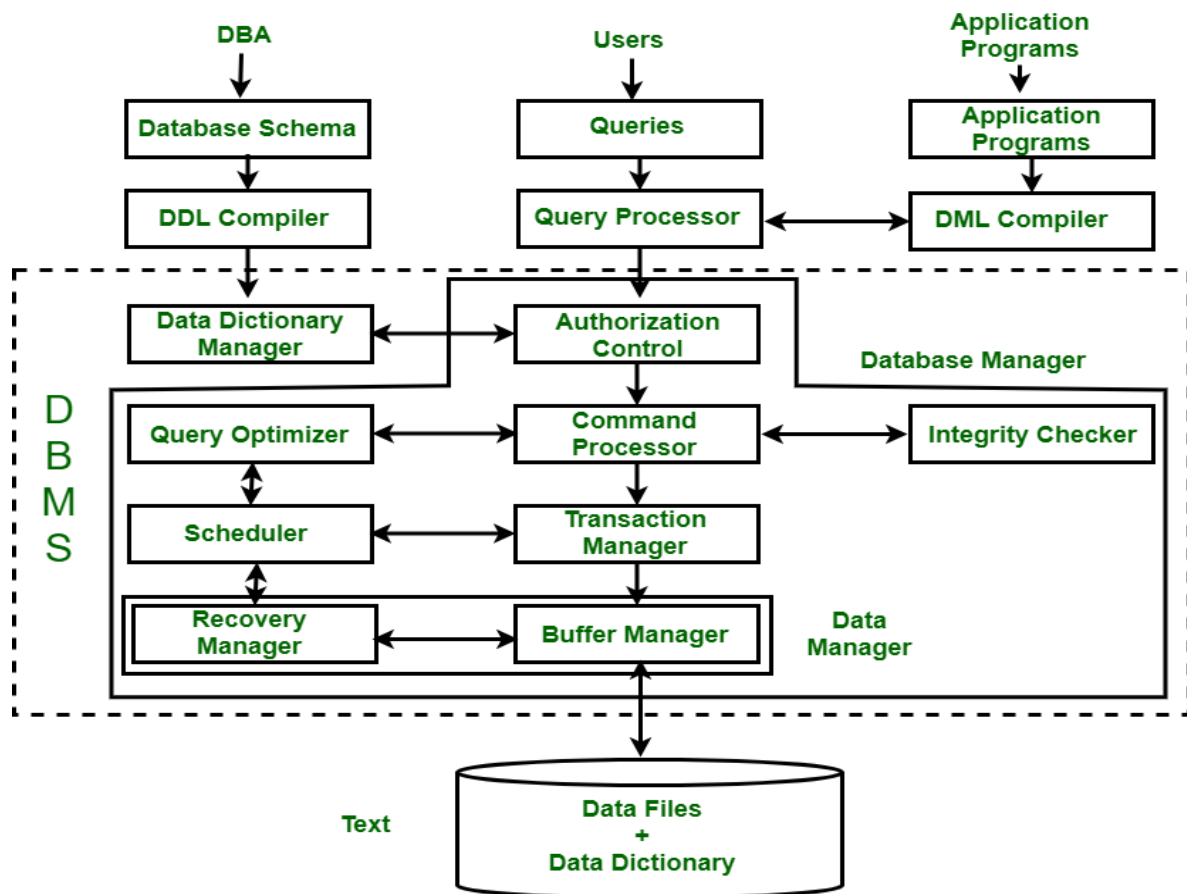 DBA
Users
Application
Programs
Database Schema
Queries
Application
Programs
DDL Compiler
Query Processor
DML Compiler
Data Dictionary
Manager
Authorization
Control
Database Manager
D
B
M
S
Query Optimizer
Command
Processor
Integrity Checker
Scheduler
Transaction
Manager
Recovery
Manager
Buffer Manager
Data
Manager
Text
Data Files
+
Data Dictionary